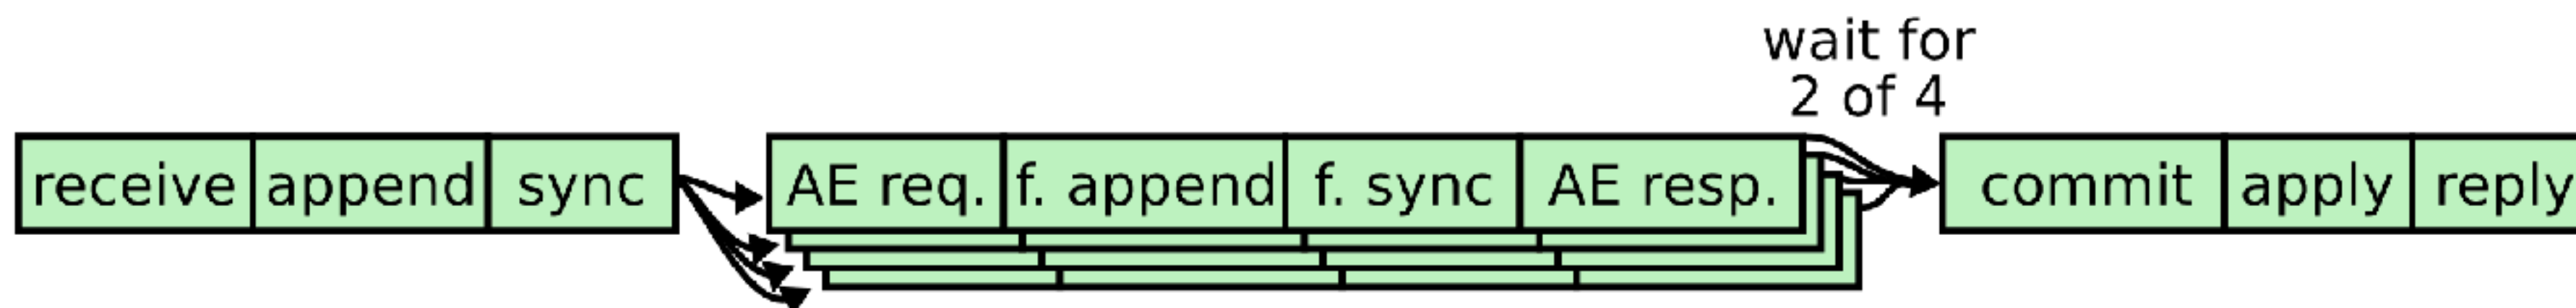 wait for
2 of 4
receive append sync AE req. f. append f. sync AE resp. commit apply reply